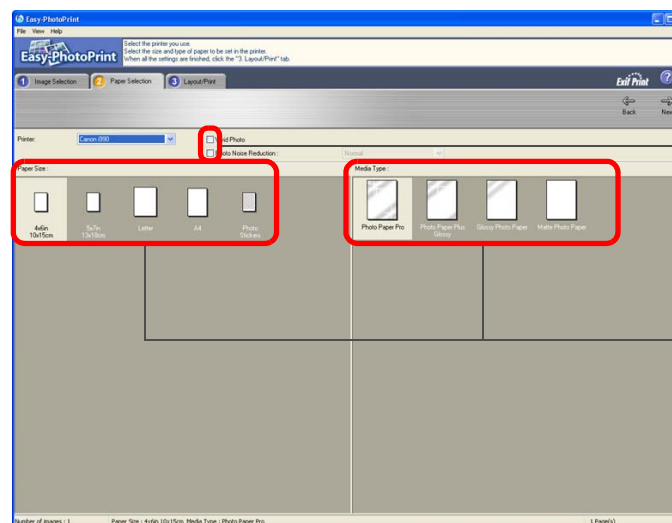 Easy-PhotoPrint
File View Help
Easy-PhotoPrint
Select the printer you use.
Select the size and type of paper to be set in the printer.
When all the settings are finished, click the "3. Layout/Print" tab.
1 Image Selection 2 Paper Selection 3 Layout/Print Exif Print ?
Back Nex
Printer: Canon i990 Vivid Photo
Photo Noise Reduction : Normal
Paper Size : Media Type :
4x6in 5x7in Letter A4 Photo
10x15cm 13x18cm Stickers
Photo Paper Pro Photo Paper Plus Glossy Photo Paper Matte Photo Paper
Glossy
Number of images : 1 Paper Size : 4x6in 10x15cm Media Type : Photo Paper Pro 1 Page(s)